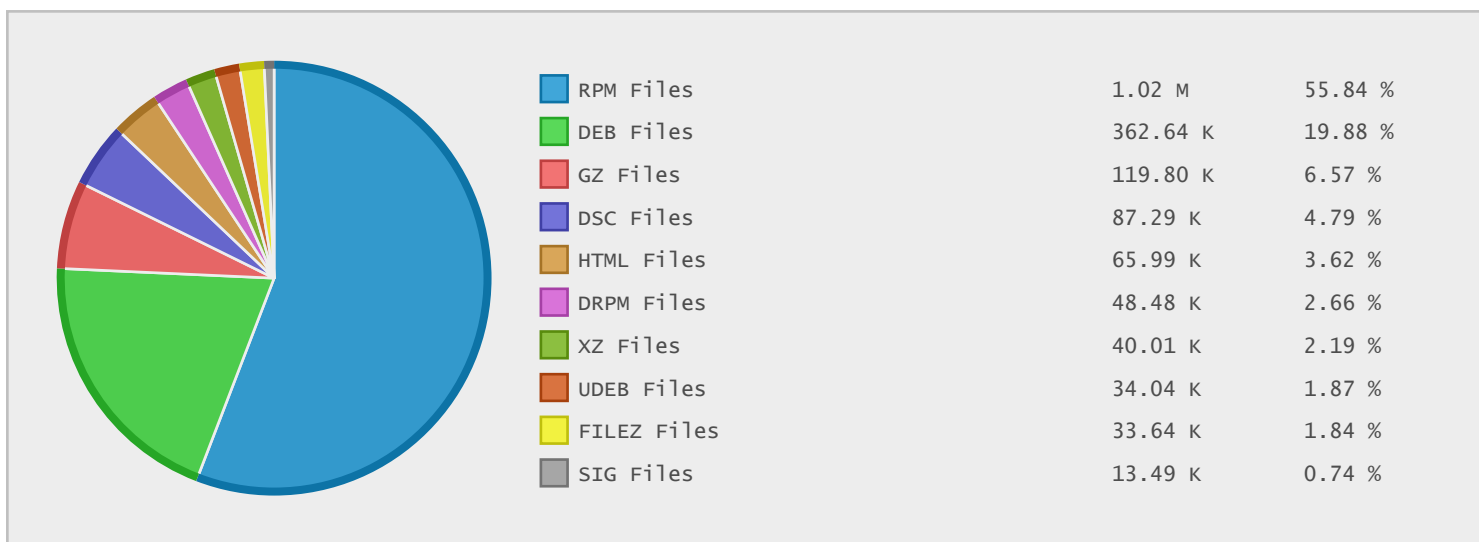 RPM Files 1.02 M 55.84 %
DEB Files 362.64 K 19.88 %
GZ Files 119.80 K 6.57 %
DSC Files 87.29 K 4.79 %
HTML Files 65.99 K 3.62 %
DRPM Files 48.48 K 2.66 %
XZ Files 40.01 K 2.19 %
UDEB Files 34.04 K 1.87 %
FILEZ Files 33.64 K 1.84 %
SIG Files 13.49 K 0.74 %